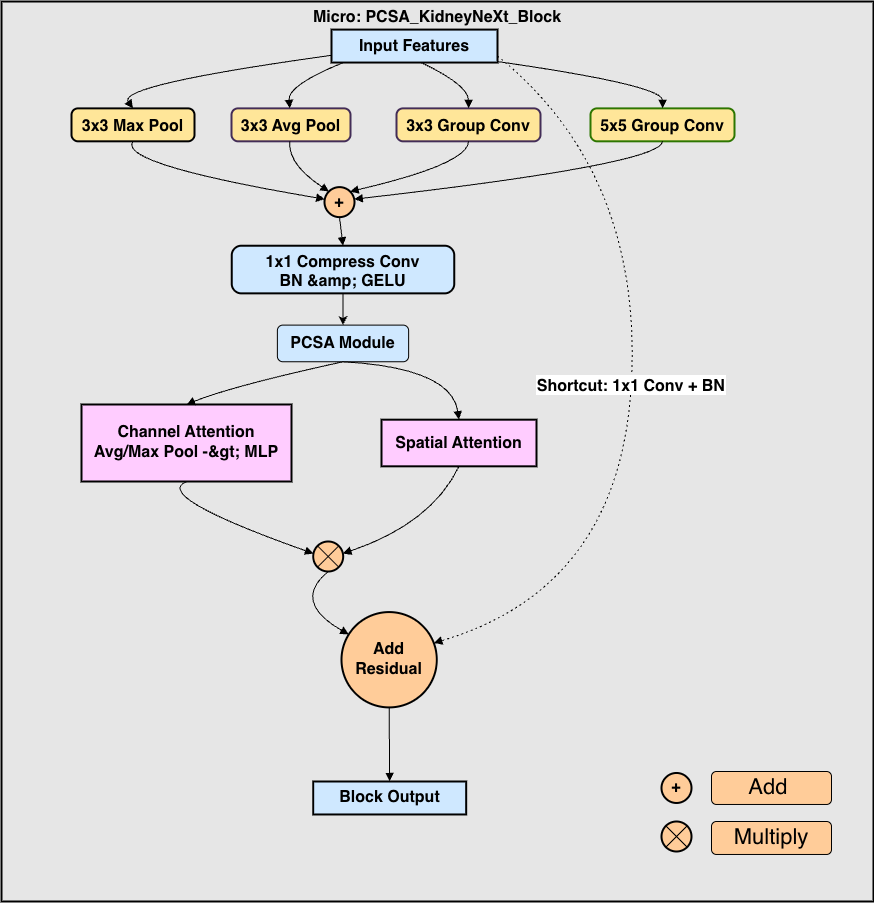 Micro: PCSA_KidneyNeXt_Block
Input Features
3x3 Max Pool
3x3 Avg Pool
3x3 Group Conv
5x5 Group Conv
+
1x1 Compress Conv
BN &amp; GELU
PCSA Module
Shortcut: 1x1 Conv + BN
Channel Attention
Avg/Max Pool -&gt; MLP
Spatial Attention
Add
Residual
Block Output
+
Add
Multiply